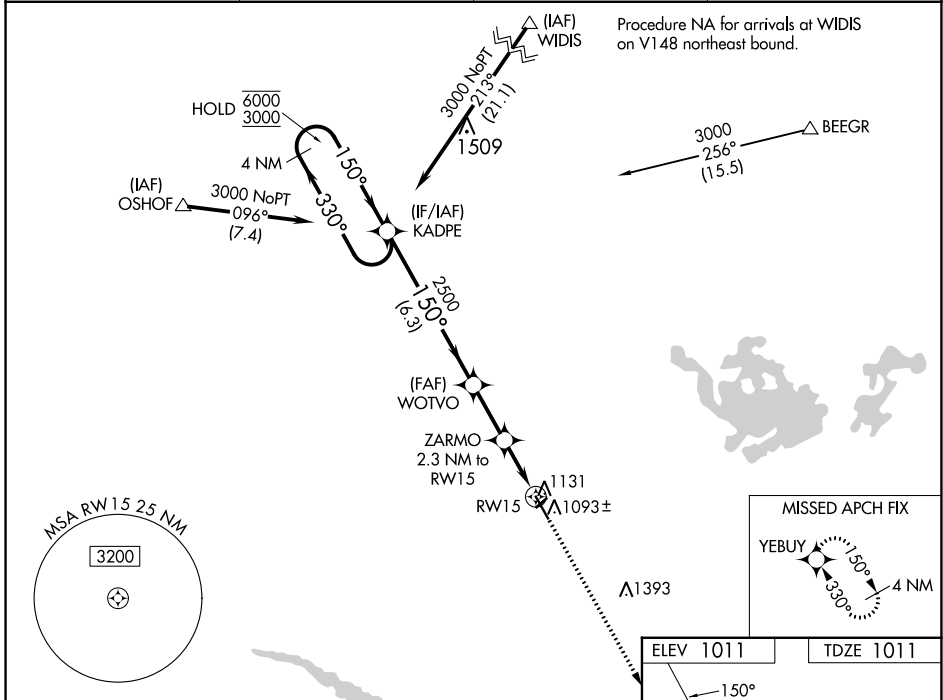 (IAF)
WIDIS
Procedure NA for arrivals at WIDIS
on V148 northeast bound.
3000 NoPT
213°
(21.1)
HOLD 6000
3000
4 NM
150°
330°
1509
3000
256°
(15.5)
BEEGR
(IAF)
OSHOF
3000 NoPT
096°
(7.4)
(IF/IAF)
KADPE
2500
150°
(6.3)
(FAF)
WOTVO
ZARMO
2.3 NM to
RW15
RW15
1131
1093±
MSA RW15 25 NM
3200
1393
MISSED APCH FIX
YEBUY
150°
330°
4 NM
ELEV 1011
TDZE 1011
150°